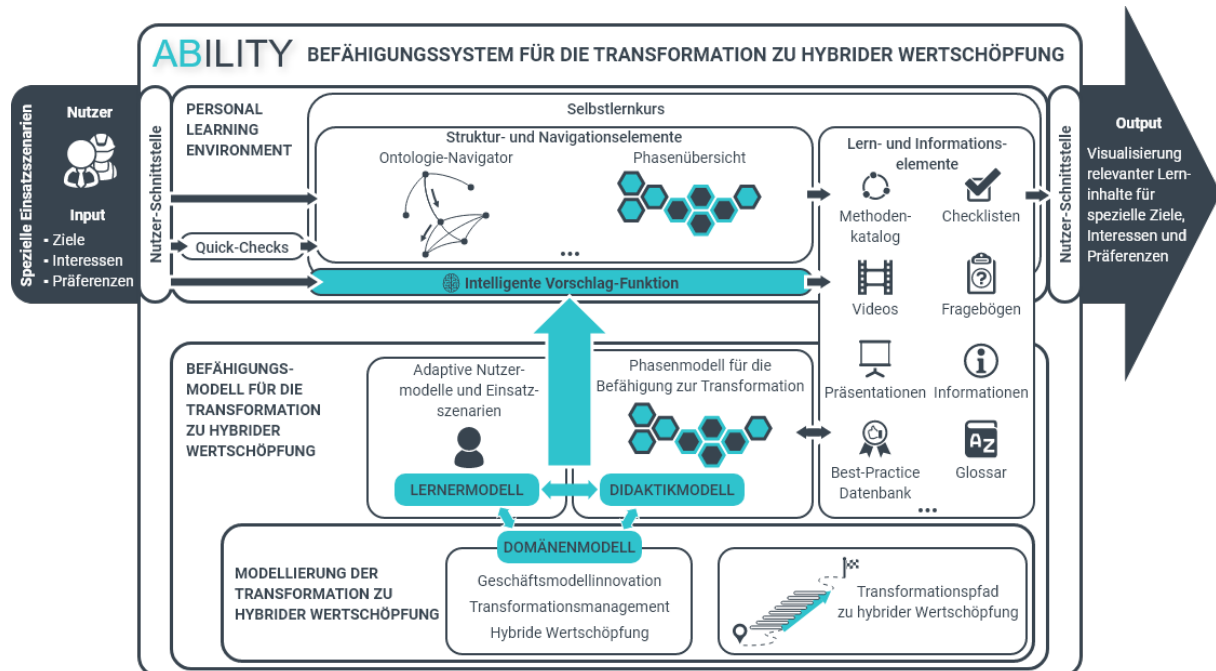 ABILITY BEFÄHIGUNGSSYSTEM FÜR DIE TRANSFORMATION ZU HYBRIDER WERTSCHÖPFUNG
Spezielle Einsatzszenarien
Nutzer
Input
▪ Ziele
▪ Interessen
▪ Präferenzen
Nutzer-Schnittstelle
PERSONAL
LEARNING
ENVIRONMENT
Quick-Checks
Selbstlernkurs
Struktur- und Navigationselemente
Ontologie-Navigator
Phasenübersicht
...
Intelligente Vorschlag-Funktion
Lern- und Informations-
elemente
Methoden-
katalog
Checklisten
Videos
Fragebögen
Präsentationen
Informationen
Best-Practice
Datenbank
AZ
Glossar
...
Nutzer-Schnittstelle
Output
Visualisierung
relevanter Lern-
inhalte für
spezielle Ziele,
Interessen und
Präferenzen
BEFÄHIGUNGS-
MODELL FÜR DIE
TRANSFORMATION
ZU HYBRIDER
WERTSCHÖPFUNG
Adaptive Nutzer-
modelle und Einsatz-
szenarien
LERNERMODELL
Phasenmodell für die
Befähigung zur Transformation
DIDAKTIKMODELL
DOMÄNENMODELL
MODELLIERUNG DER
TRANSFORMATION ZU
HYBRIDER WERTSCHÖPFUNG
Geschäftsmodellinnovation
Transformationsmanagement
Hybride Wertschöpfung
Transformationspfad
zu hybrider Wertschöpfung